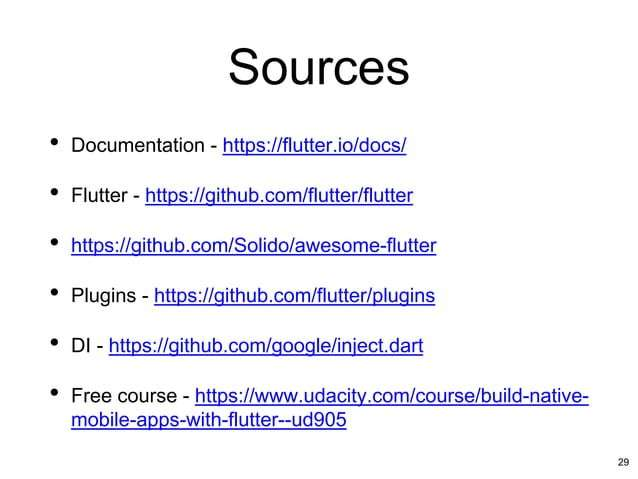 Sources
• Documentation - https://flutter.io/docs/
• Flutter - https://github.com/flutter/flutter
• https://github.com/Solido/awesome-flutter
• Plugins - https://github.com/flutter/plugins
• DI - https://github.com/google/inject.dart
• Free course - https://www.udacity.com/course/build-native-
mobile-apps-with-flutter--ud905
29